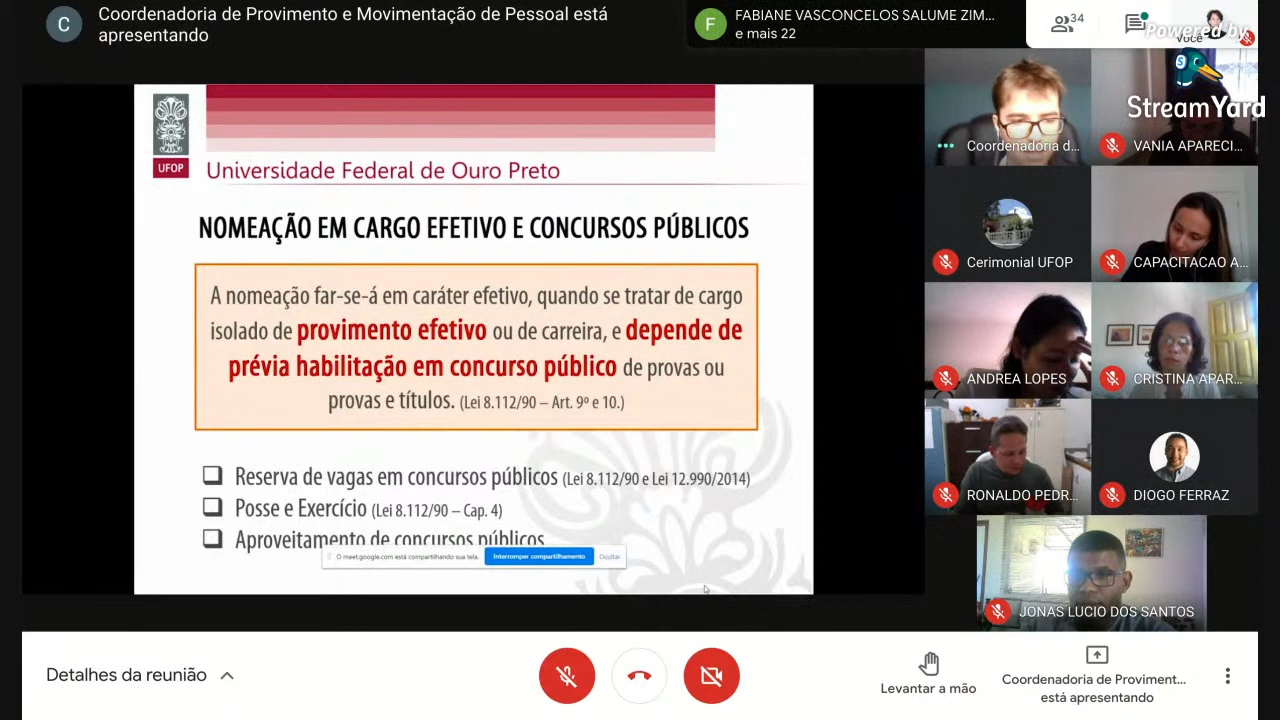 Coordenadoria de Provimento e Movimentação de Pessoal está
apresentando
F
C
FABIANE VASCONCELOS SALUME ZIM...
e mais 22
34
Você
Powered by
StreamYard
UFOP
Universidade Federal de Ouro Preto
NOMEAÇÃO EM CARGO EFETIVO E CONCURSOS PÚBLICOS
A nomeação far-se-á em caráter efetivo, quando se tratar de cargo
isolado de provimento efetivo ou de carreira, e depende de
prévia habilitação em concurso público de provas ou
provas e títulos. (Lei 8.112/90 – Art. 9º e 10.)
Reserva de vagas em concursos públicos (Lei 8.112/90 e Lei 12.990/2014)
Posse e Exercício (Lei 8.112/90 – Cap. 4)
Aproveitamento de concursos públicos
O meet.google.com está compartilhando sua tela.
Interromper compartilhamento
Ocultar
Coordenadoria d...
VANIA APARECI...
Cerimonial UFOP
CAPACITACAO A...
ANDREA LOPES
CRISTINA APAR...
RONALDO PEDR...
DIOGO FERRAZ
JONAS LUCIO DOS SANTOS
Detalhes da reunião
Levantar a mão
Coordenadoria de Proviment...
está apresentando